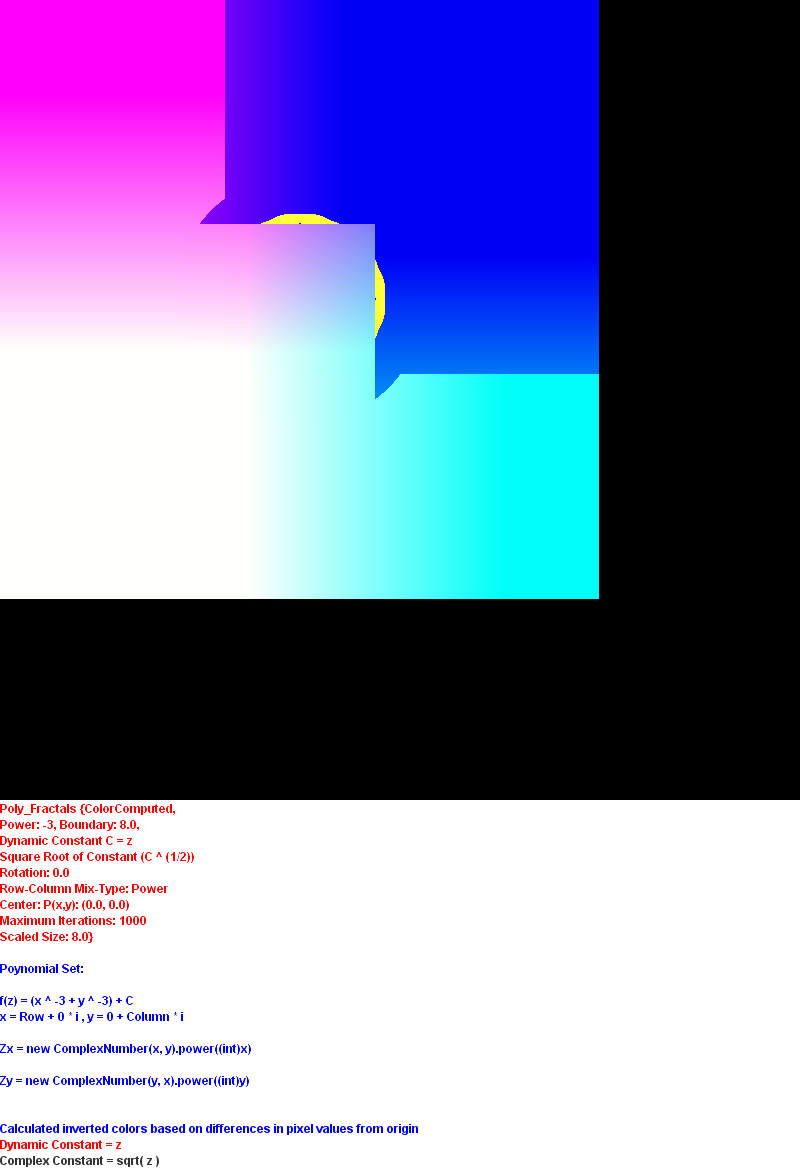 Poly_Fractals {ColorComputed,
Power: -3, Boundary: 8.0,
Dynamic Constant C = z
Square Root of Constant (C ^ (1/2))
Rotation: 0.0
Row-Column Mix-Type: Power
Center: P(x,y): (0.0, 0.0)
Maximum Iterations: 1000
Scaled Size: 8.0}
Poynomial Set:
f(z) = (x ^ -3 + y ^ -3) + C
x = Row + 0 * i , y = 0 + Column * i
Zx = new ComplexNumber(x, y).power((int)x)
Zy = new ComplexNumber(y, x).power((int)y)
Calculated inverted colors based on differences in pixel values from origin
Dynamic Constant = z
Complex Constant = sqrt( z )